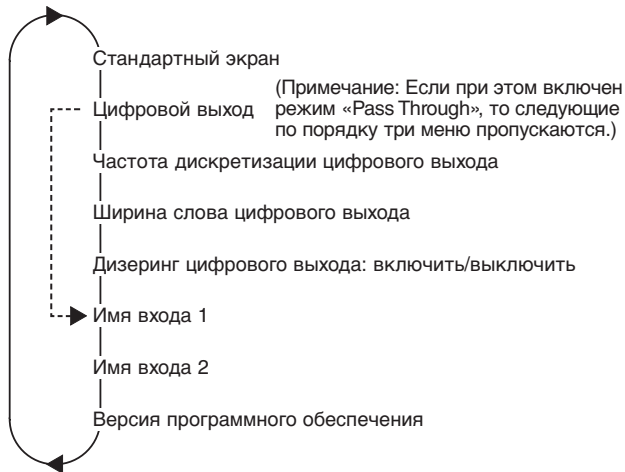 Стандартный экран
Цифровой выход
(Примечание: Если при этом включен
режим «Pass Through», то следующие
по порядку три меню пропускаются.)
Частота дискретизации цифрового выхода
Ширина слова цифрового выхода
Дизеринг цифрового выхода: включить/выключить
Имя входа 1
Имя входа 2
Версия программного обеспечения